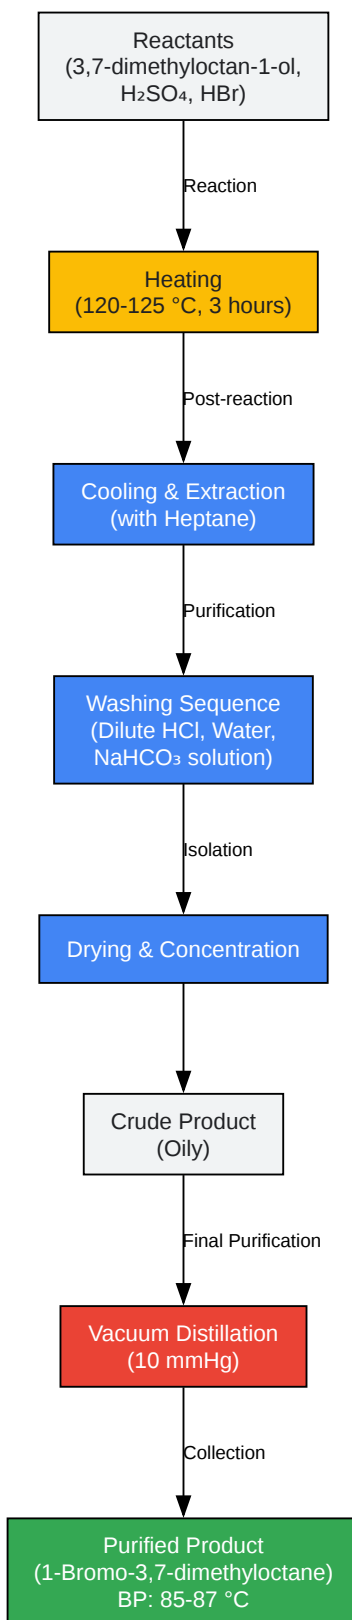 Reactants
(3,7-dimethyloctan-1-ol,
H₂SO₄, HBr)
Reaction
Heating
(120-125 °C, 3 hours)
Post-reaction
Cooling & Extraction
(with Heptane)
Purification
Washing Sequence
(Dilute HCl, Water,
NaHCO₃ solution)
Isolation
Drying & Concentration
Crude Product
(Oily)
Final Purification
Vacuum Distillation
(10 mmHg)
Collection
Purified Product
(1-Bromo-3,7-dimethyloctane)
BP: 85-87 °C